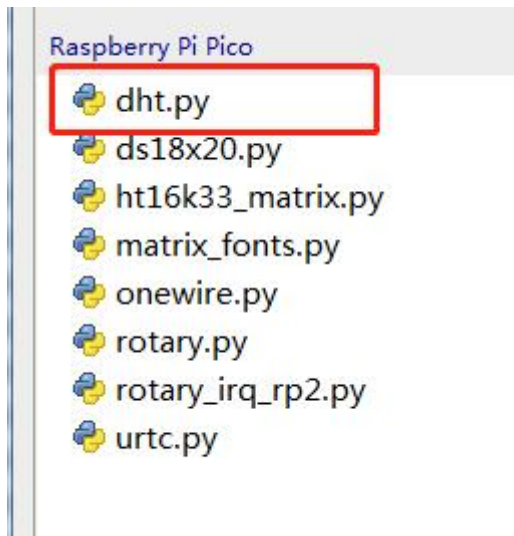 Raspberry Pi Pico
dht.py
ds18x20.py
ht16k33_matrix.py
matrix_fonts.py
onewire.py
rotary.py
rotary_irq_rp2.py
urtc.py